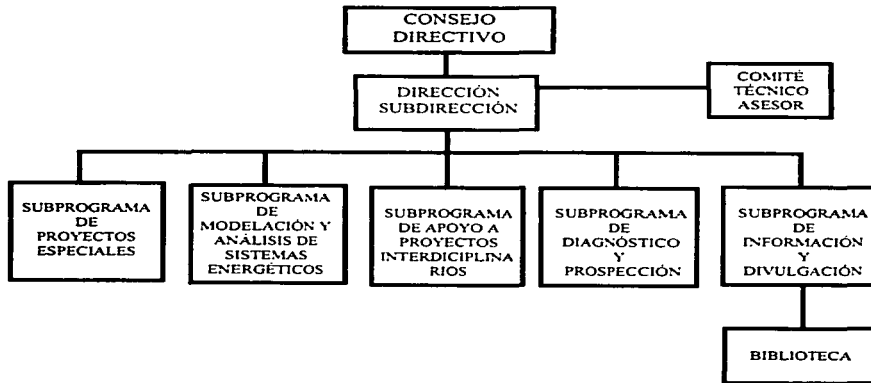 CONSEJO
DIRECTIVO
DIRECCIÓN
SUBDIRECCIÓN
COMITÉ
TÉCNICO
ASESOR
SUBPROGRAMA
DE
PROYECTOS
ESPECIALES
SUBPROGRAMA
DE
MODELACIÓN Y
ANÁLISIS DE
SISTEMAS
ENERGÉTICOS
SUBPROGRAMA
DE APOYO A
PROYECTOS
INTERDICIPLINA
RIOS
SUBPROGRAMA
DE
DIAGNÓSTICO
Y
PROSPECCIÓN
SUBPROGRAMA
DE
INFORMACIÓN
Y
DIVULGACIÓN
BIBLIOTECA